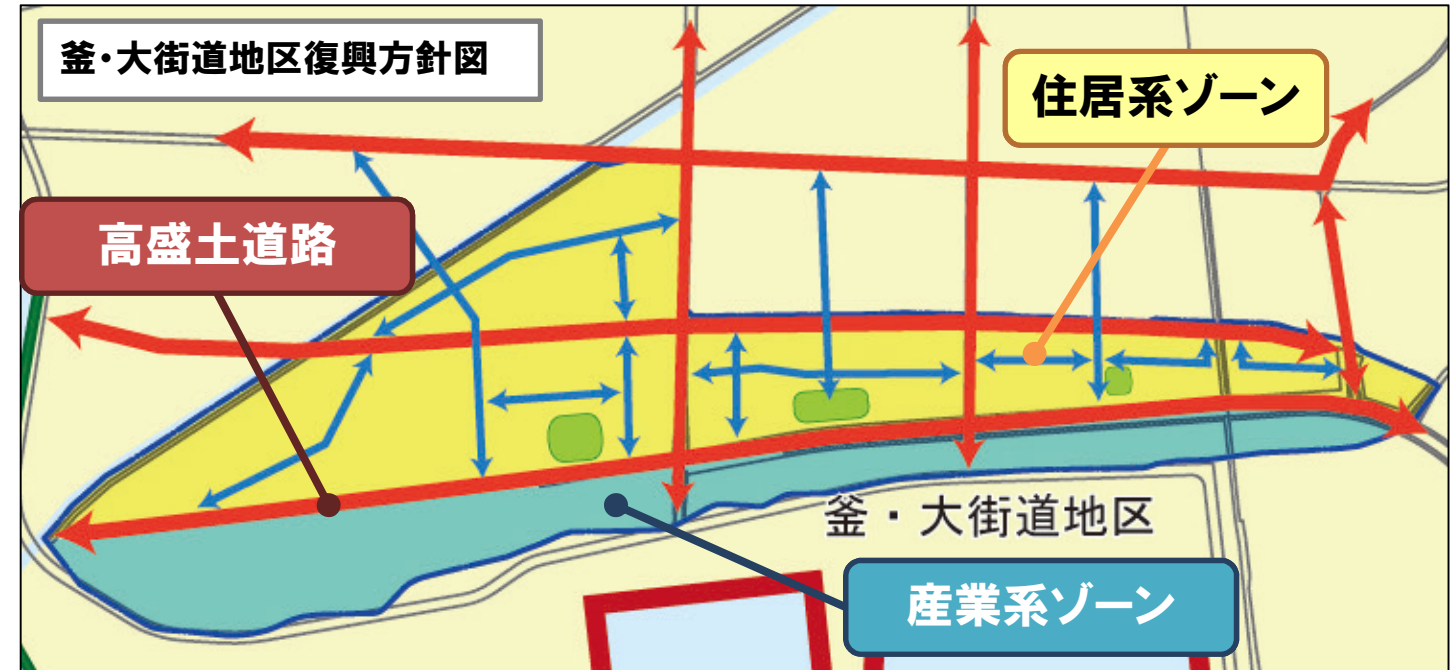 釜・大街道地区復興方針図
住居系ゾーン
高盛土道路
釜・大街道地区
産業系ゾーン